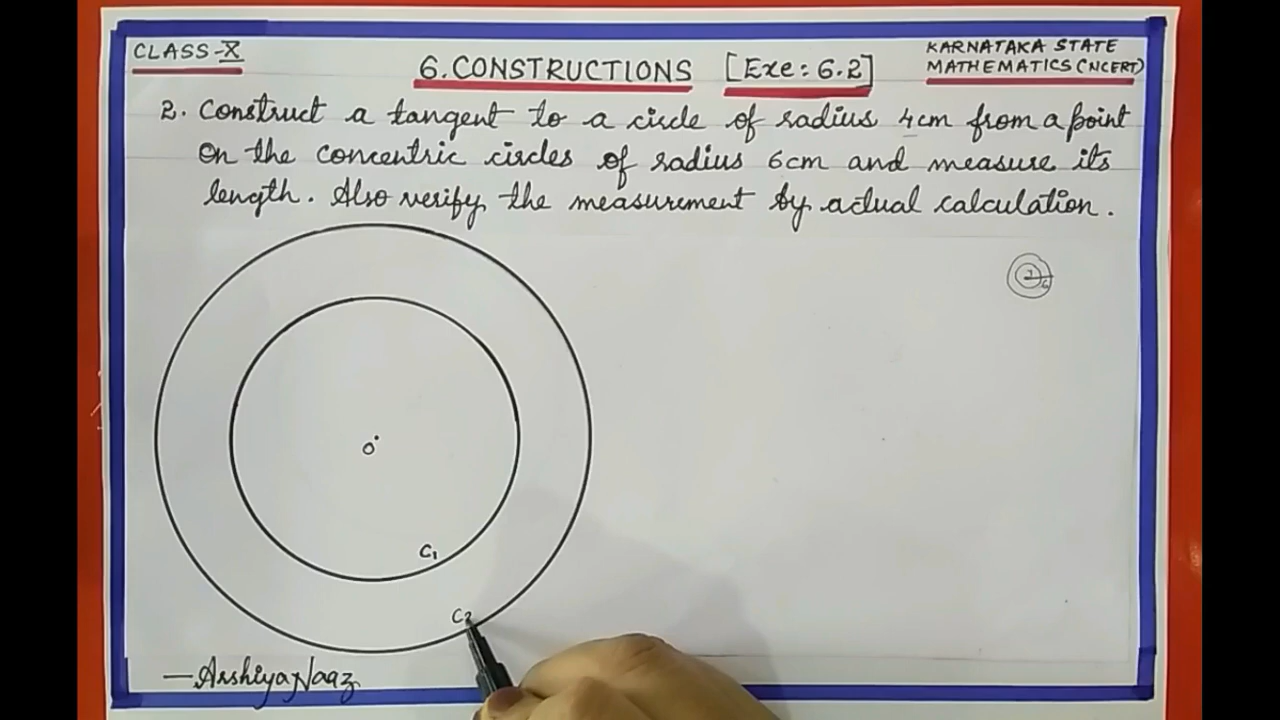 CLASS-X
6.CONSTRUCTIONS [Exe: 6.2]
KARNATAKA STATE
MATHEMATICS (NCERT)
2. Construct a tangent to a circle of radius 4cm from a point
On the concentric circles of radius 6cm and measure its
length. Also verify the measurement by actual calculation.
O
C1
C2
—Arshiya Naaz